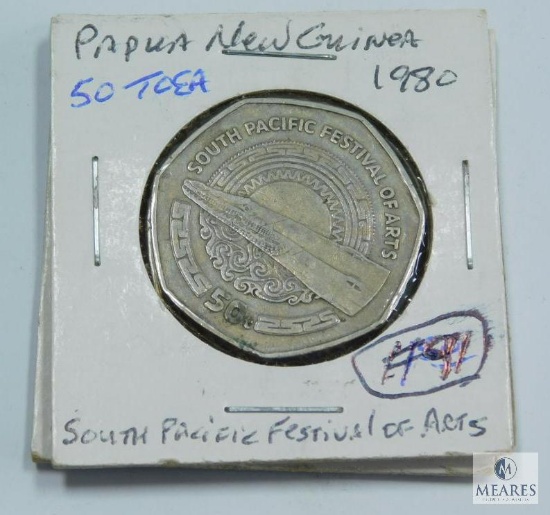 PAPUA NEW GUINEA
50 TOEA 1980
SOUTH PACIFIC FESTIVAL OF ARTS
50
SOUTH PACIFIC FESTIVAL OF ARTS
M
MEARES